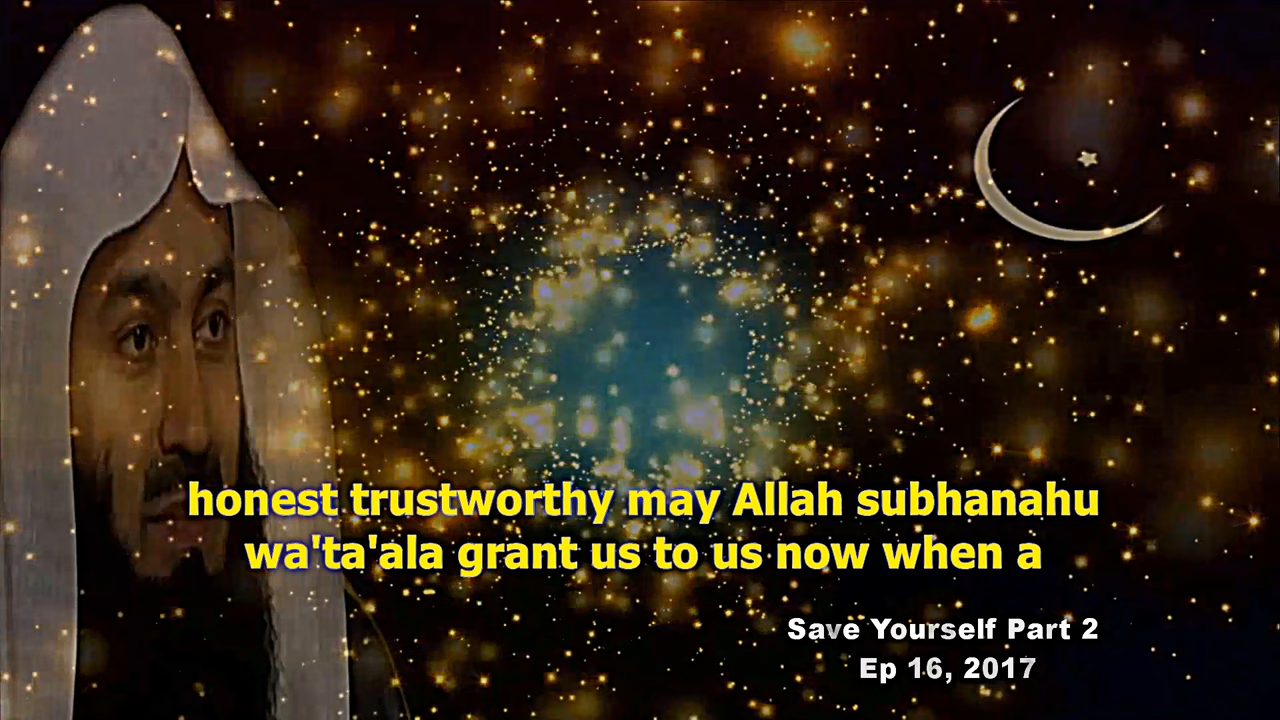 honest trustworthy may Allah subhanahu
wa'ta'ala grant us to us now when a
Save Yourself Part 2
Ep 16, 2017